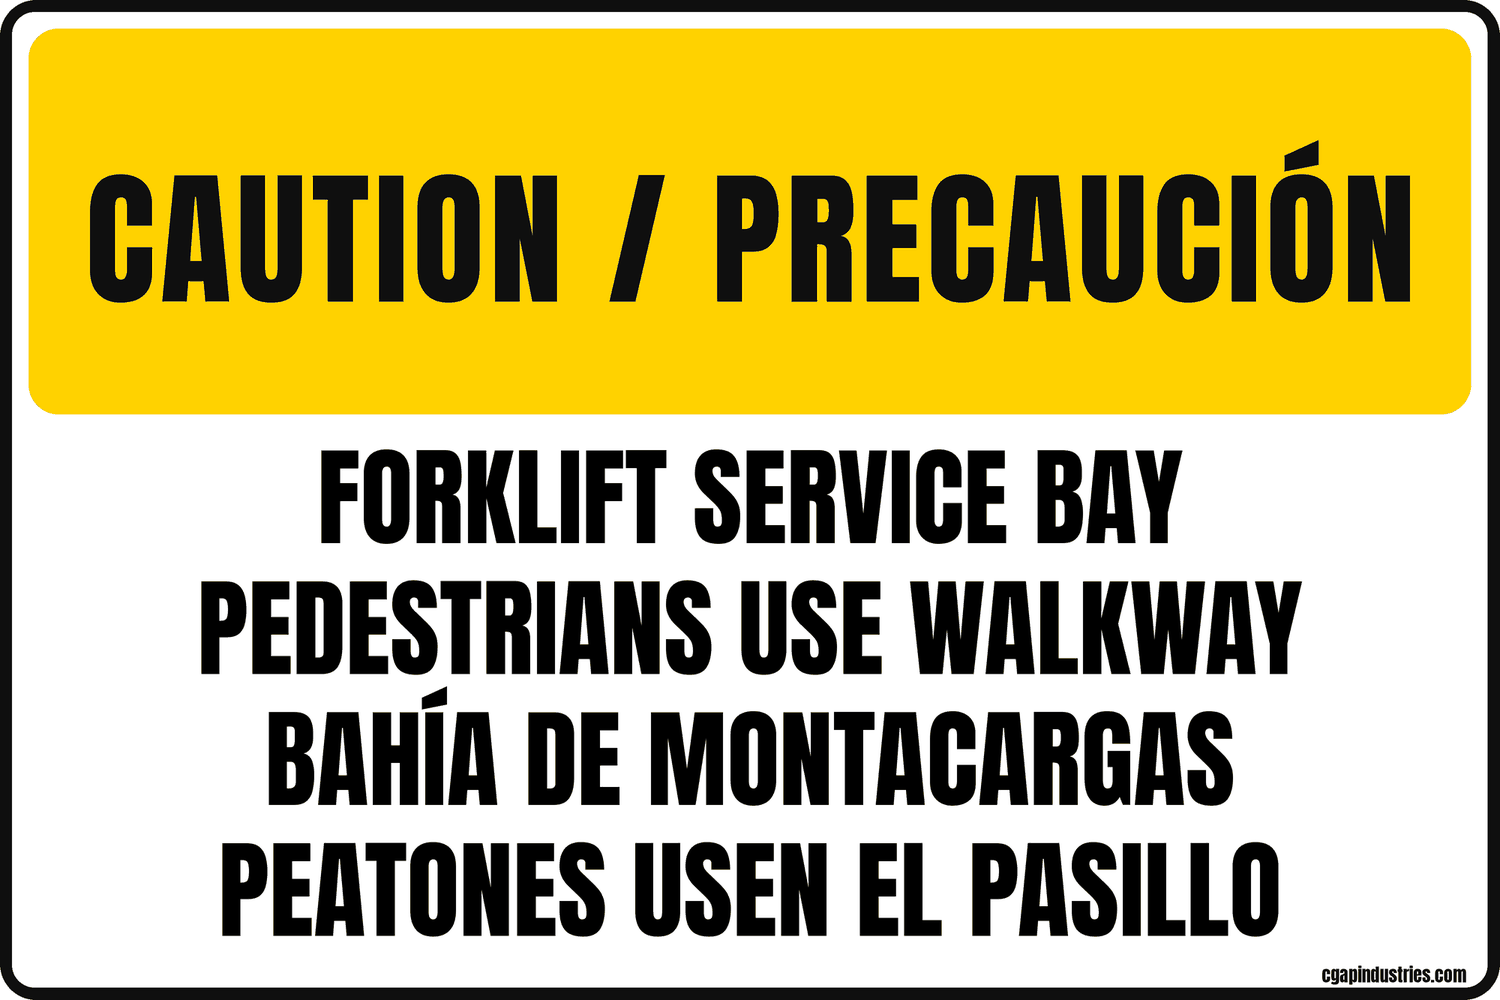 CAUTION / PRECAUCIÓN
FORKLIFT SERVICE BAY
PEDESTRIANS USE WALKWAY
BAHÍA DE MONTACARGAS
PEATONES USEN EL PASILLO
cgapindustries.com